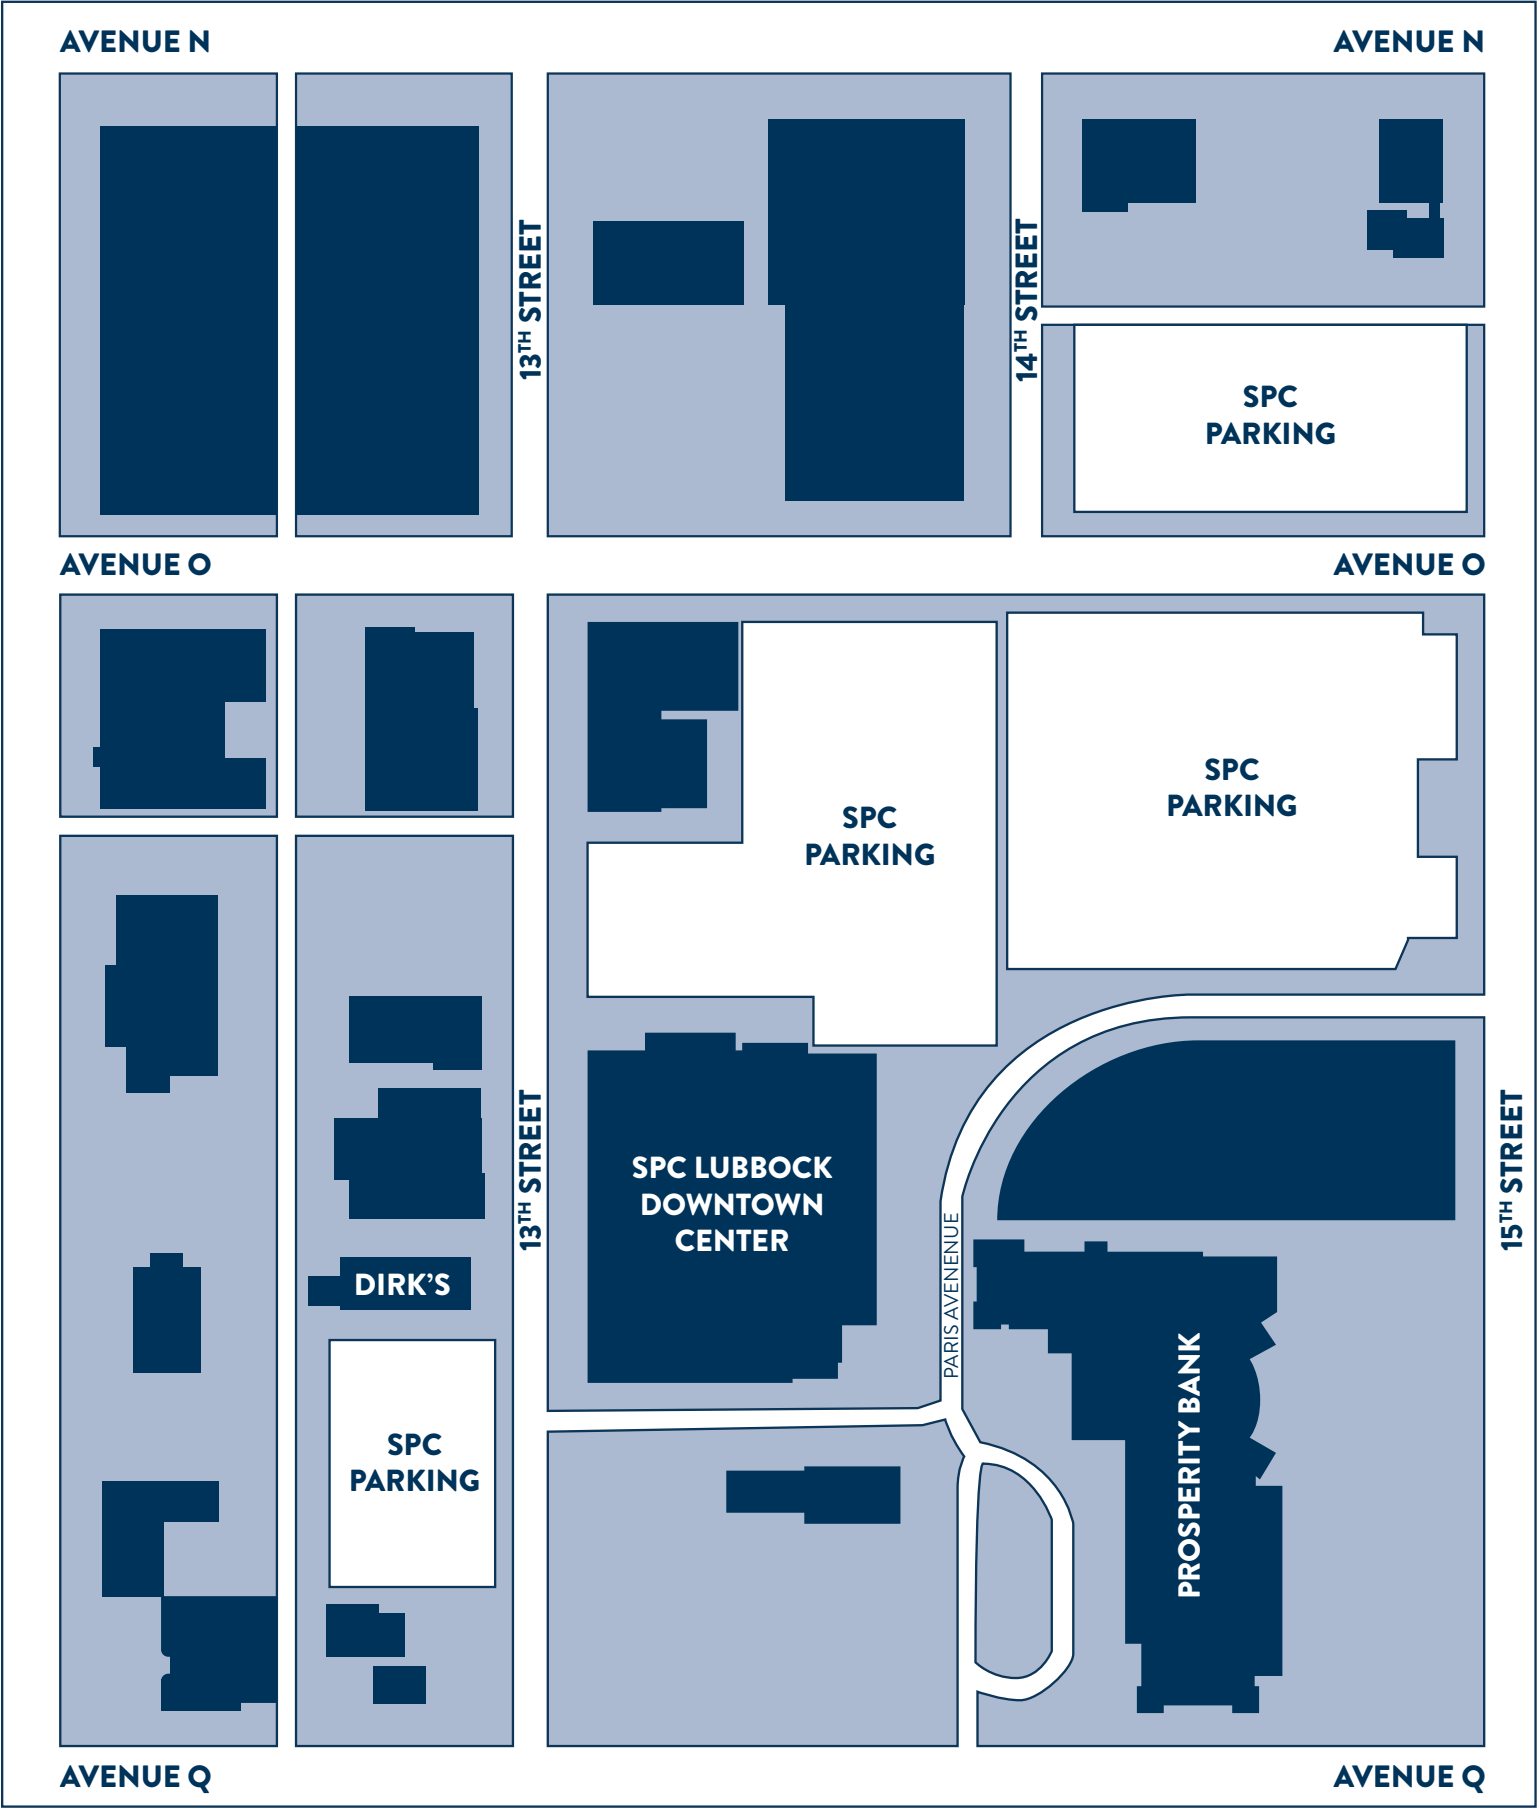 AVENUE N
AVENUE N
13TH STREET
14TH STREET
SPC
PARKING
AVENUE O
AVENUE O
SPC
PARKING
SPC
PARKING
13TH STREET
SPC LUBBOCK
DOWNTOWN
CENTER
15TH STREET
PARIS AVENENUE
DIRK'S
PROSPERITY BANK
SPC
PARKING
AVENUE Q
AVENUE Q